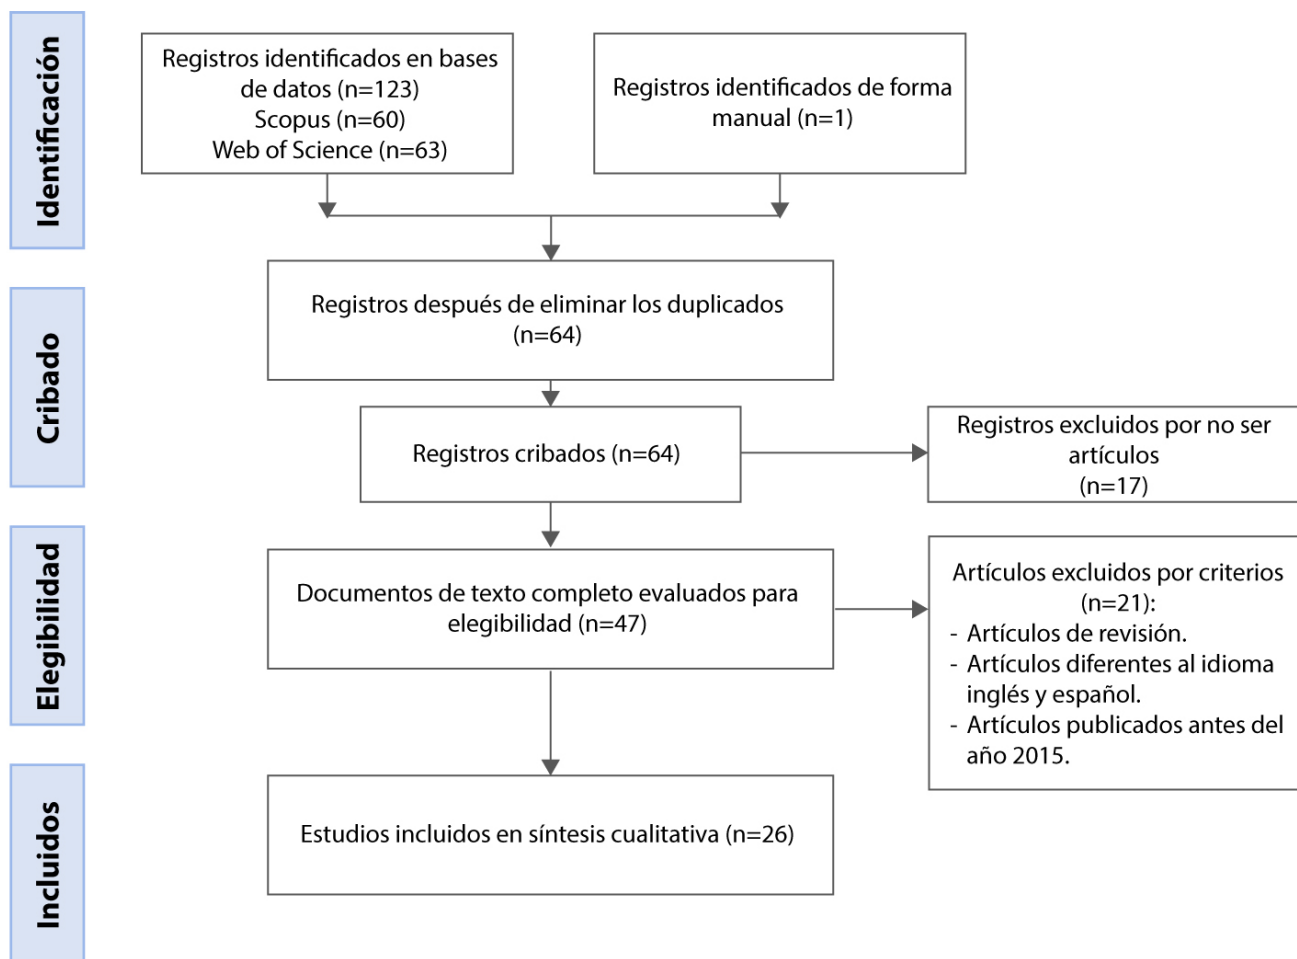 Identificación
Registros identificados en bases
de datos (n=123)
Scopus (n=60)
Web of Science (n=63)
Registros identificados de forma
manual (n=1)
Cribado
Registros después de eliminar los duplicados
(n=64)
Registros cribados (n=64)
Registros excluidos por no ser
artículos
(n=17)
Elegibilidad
Documentos de texto completo evaluados para
elegibilidad (n=47)
Artículos excluidos por criterios
(n=21):
- Artículos de revisión.
- Artículos diferentes al idioma
inglés y español.
- Artículos publicados antes del
año 2015.
Incluidos
Estudios incluidos en síntesis cualitativa (n=26)